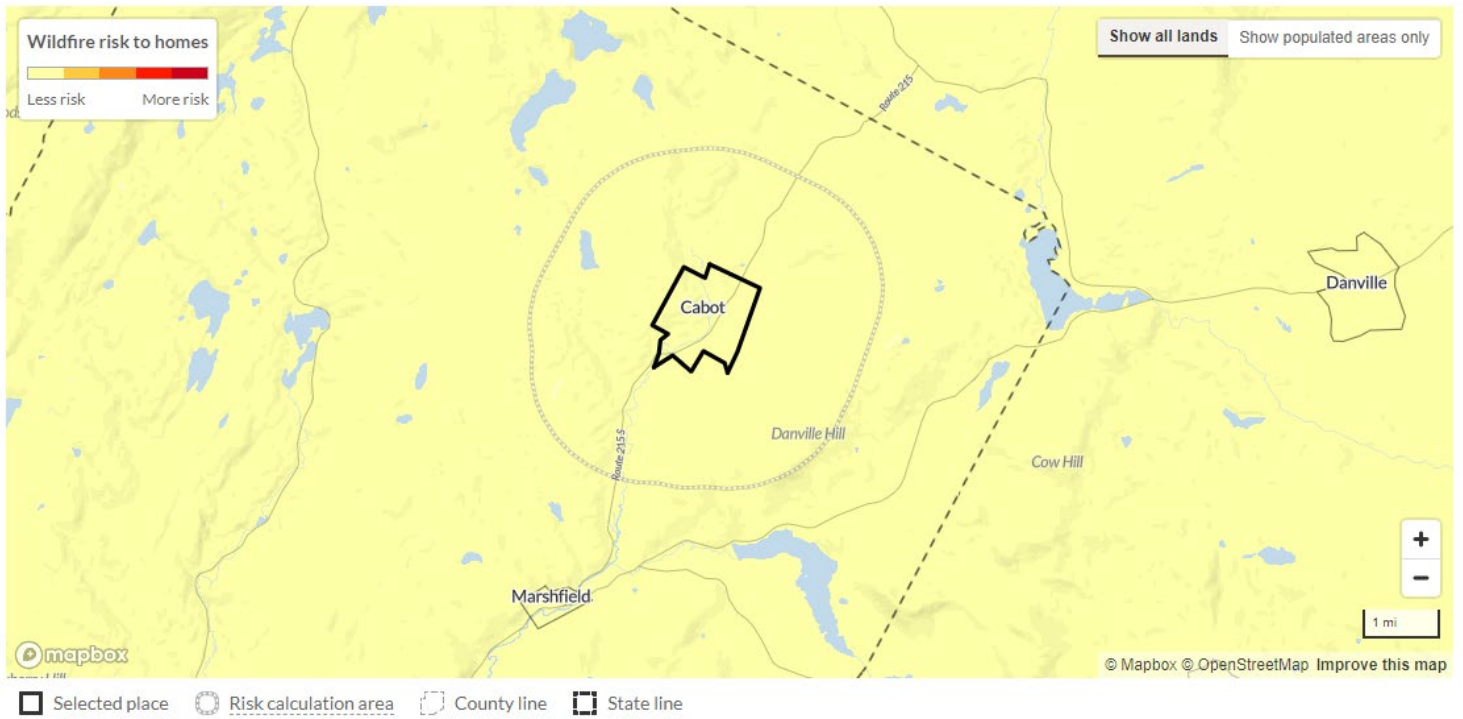 Wildfire risk to homes
Less risk More risk
Show all lands Show populated areas only
Route 215
Cabot
Danville
Danville Hill
Route 215 S
Cow Hill
Marshfield
+
−
1 mi
mapbox
© Mapbox © OpenStreetMap Improve this map
Selected place Risk calculation area County line State line